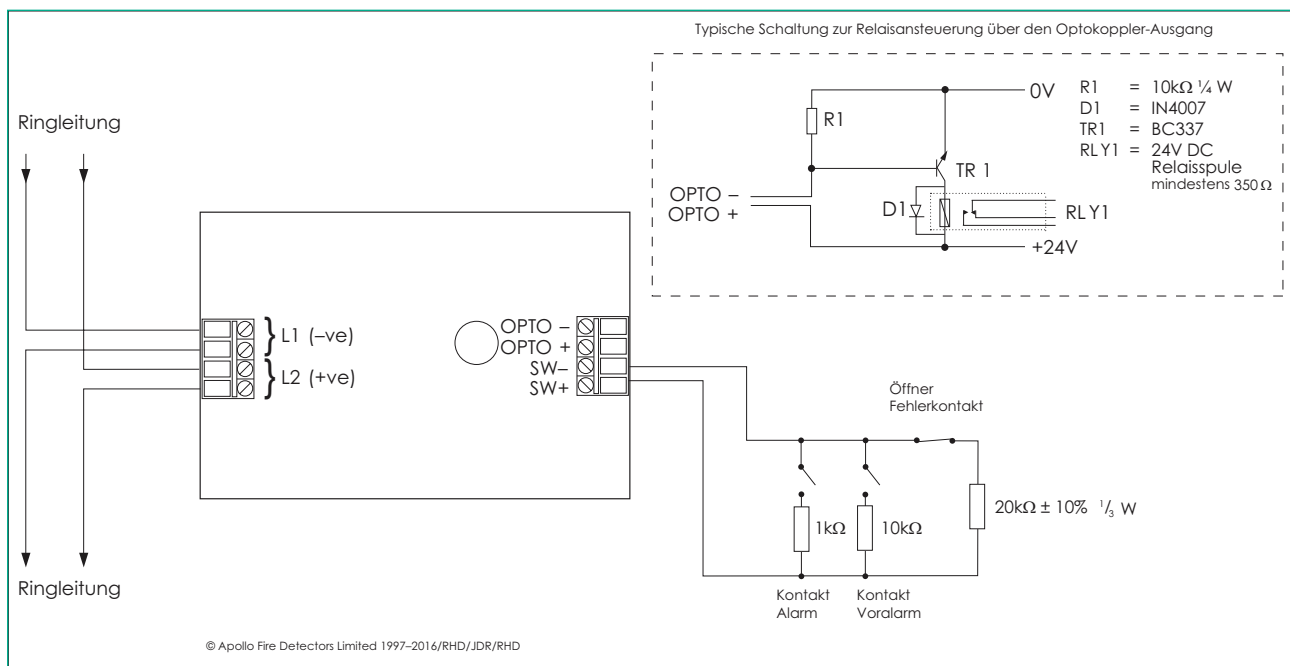 Typische Schaltung zur Relaisansteuerung über den Optokoppler-Ausgang
0V
R1 = 10kΩ ¼ W
D1 = IN4007
TR1 = BC337
RLY1 = 24V DC
Relaisspule
mindestens 350 Ω
R1
TR 1
OPTO –
OPTO +
D1
RLY1
+24V
Ringleitung
L1 (–ve)
L2 (+ve)
OPTO –
OPTO +
SW–
SW+
Öffner
Fehlerkontakt
1kΩ
10kΩ
20kΩ ± 10% ¹/₃ W
Ringleitung
Kontakt
Alarm
Kontakt
Voralarm
© Apollo Fire Detectors Limited 1997–2016/RHD/JDR/RHD